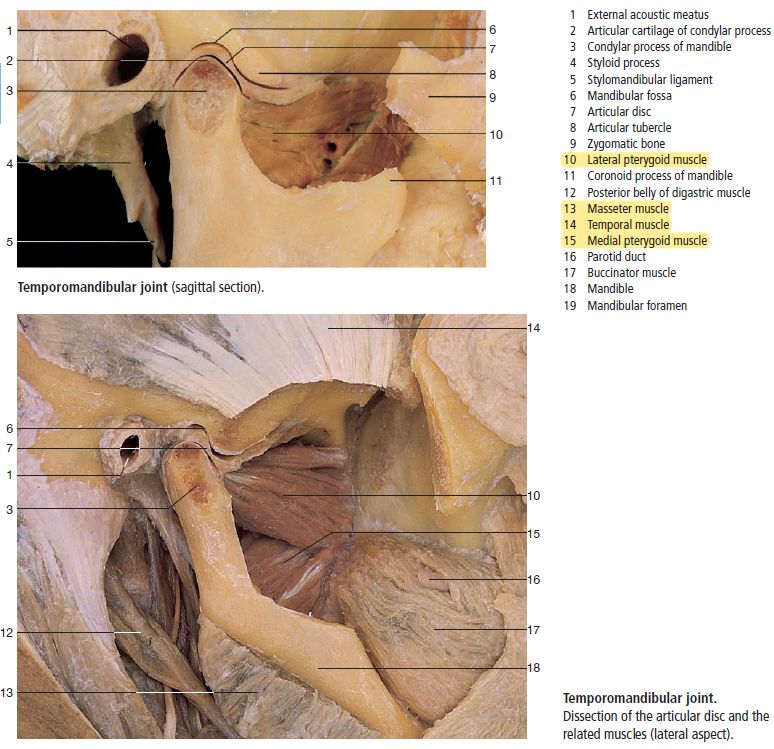 1
2
3
4
5
6
7
8
9
10
11
1 External acoustic meatus
2 Articular cartilage of condylar process
3 Condylar process of mandible
4 Styloid process
5 Stylomandibular ligament
6 Mandibular fossa
7 Articular disc
8 Articular tubercle
9 Zygomatic bone
10 Lateral pterygoid muscle
11 Coronoid process of mandible
12 Posterior belly of digastric muscle
13 Masseter muscle
14 Temporal muscle
15 Medial pterygoid muscle
16 Parotid duct
17 Buccinator muscle
18 Mandible
19 Mandibular foramen
Temporomandibular joint (sagittal section).
6
7
1
3
12
13
14
10
15
16
17
18
Temporomandibular joint.
Dissection of the articular disc and the
related muscles (lateral aspect).